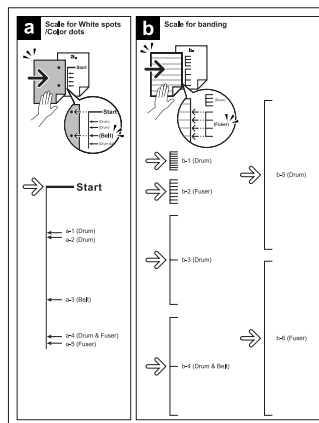 a
Scale for White spots
/Color dots
a.
Start
Start
(Drum)
(Drum)
(Belt)
(Drum &
Start
a-1 (Drum)
a-2 (Drum)
a-3 (Belt)
a-4 (Drum & Fuser)
a-5 (Fuser)
b
Scale for banding
b.
(Drum)
(Fuser)
b-1 (Drum)
b-2 (Fuser)
b-3 (Drum)
b-4 (Drum & Belt)
b-5 (Drum)
b-6 (Fuser)